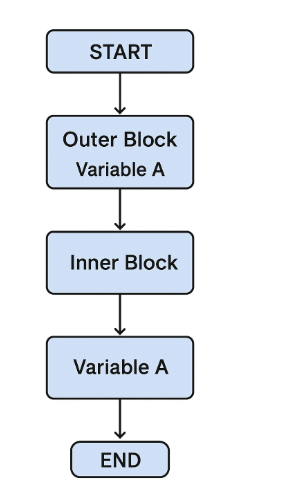 START
Outer Block
Variable A
Inner Block
Variable A
END